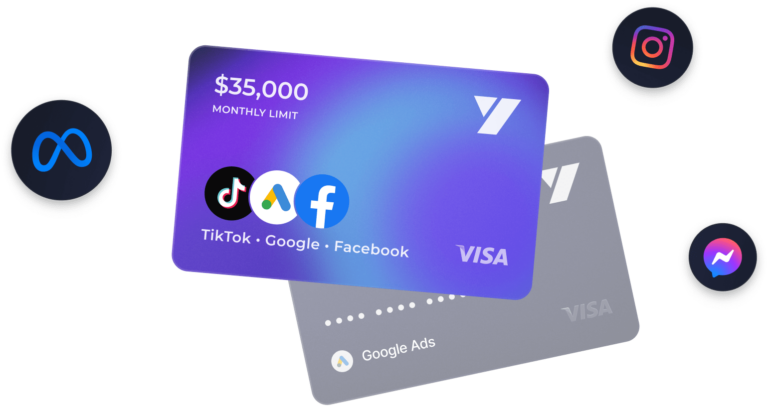 $35,000
MONTHLY LIMIT
TikTok • Google • Facebook
VISA
VISA
Google Ads